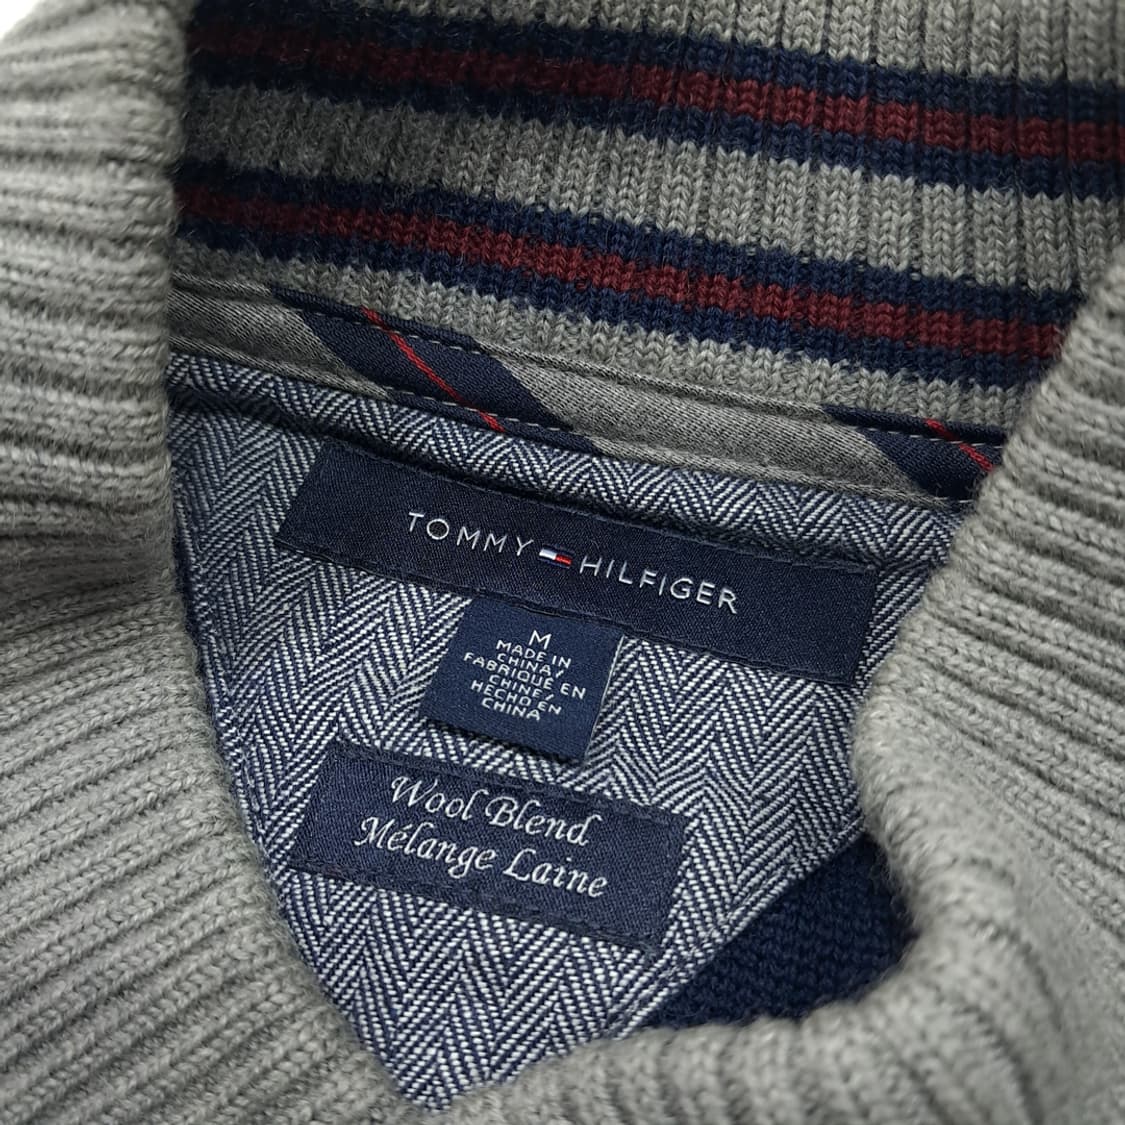 TOMMY HILFIGER
M
MADE IN
CHINA/
FABRIQUÉ EN
CHINE/
HECHO EN
CHINA
Wool Blend
Mélange Laine